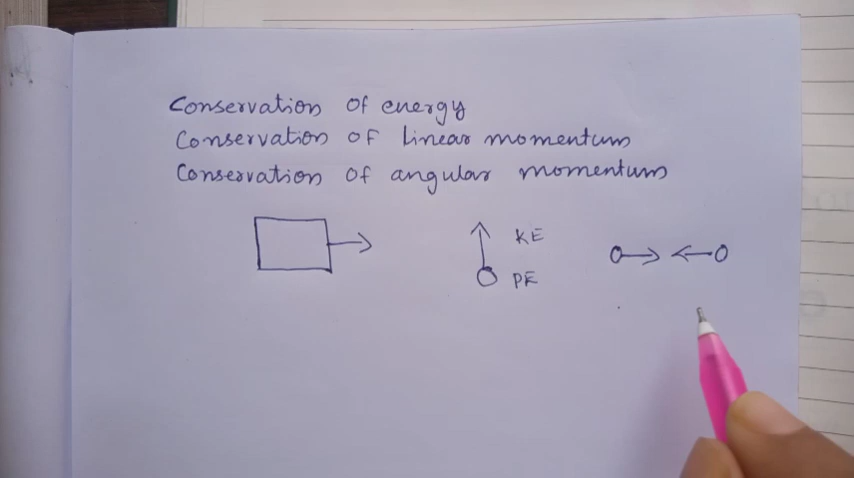 Conservation of energy
Conservation of linear momentum
Conservation of angular momentum
KE
PE